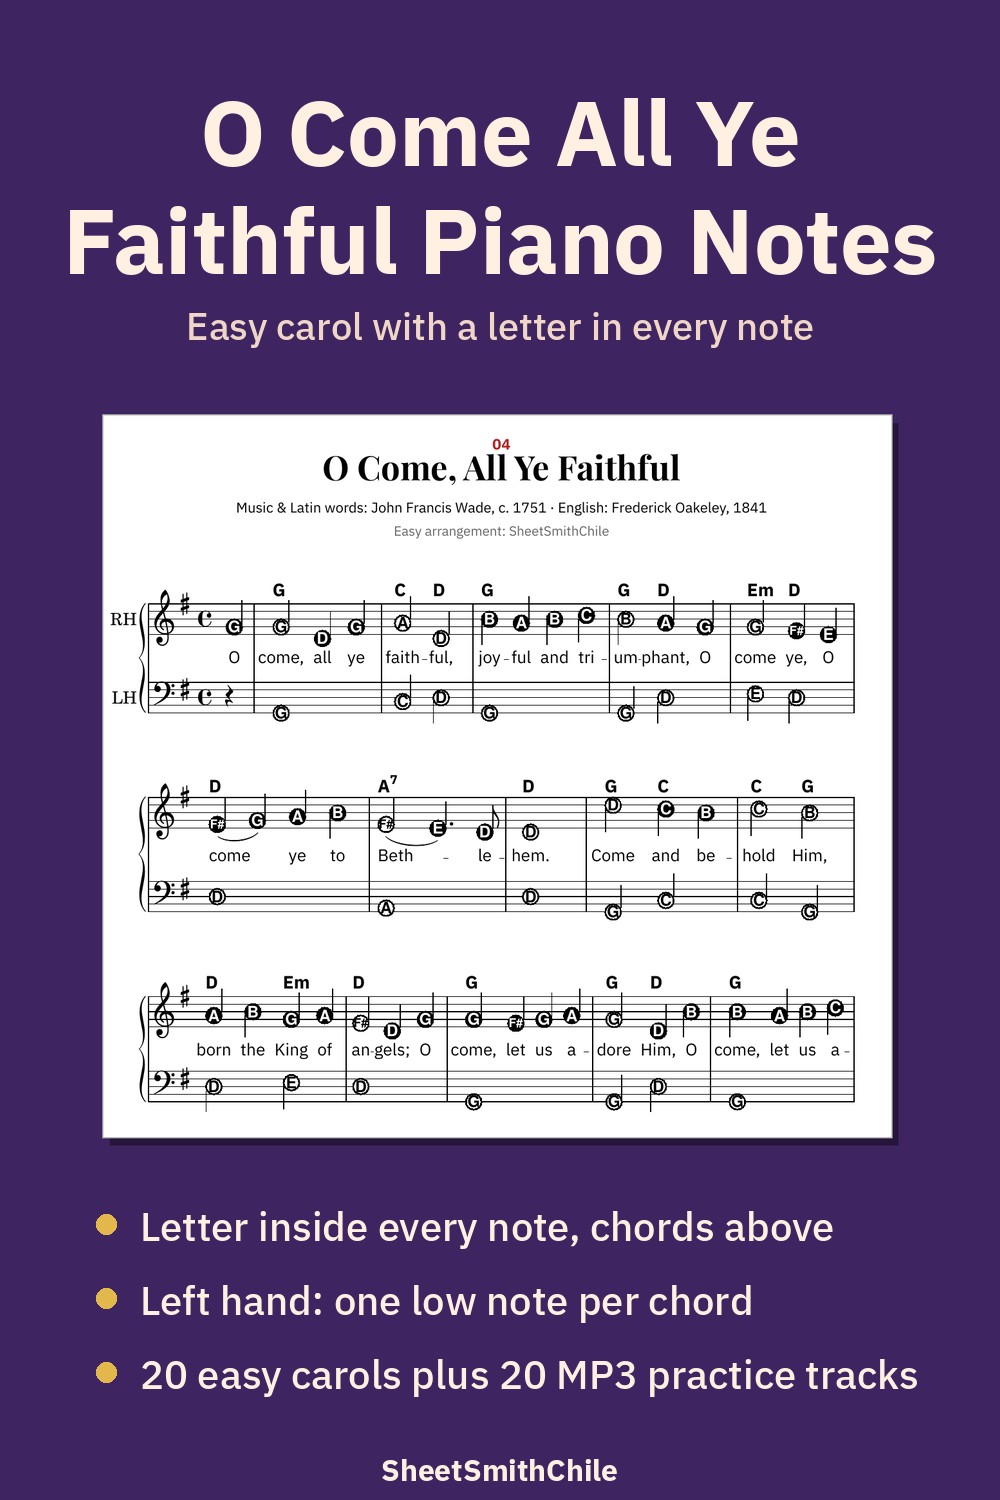 O Come All Ye
Faithful Piano Notes
Easy carol with a letter in every note
04
O Come, All Ye Faithful
Music & Latin words: John Francis Wade, c. 1751 · English: Frederick Oakeley, 1841
Easy arrangement: SheetSmithChile
G C D G G D Em D
RH
G G D G A D B A B C B A G G F# E
O come, all ye faith - ful, joy - ful and tri - um - phant, O come ye, O
LH
G C D G G D E D
D A7 D G C C G
F# G A B F# E D D D C B C B
come ye to Beth - le - hem. Come and be - hold Him,
D A D G C C G
D Em D G G D G
A B G A F# D G G F# G A G D B B A B C
born the King of an - gels; O come, let us a - dore Him, O come, let us a -
D E D G G D G
Letter inside every note, chords above
Left hand: one low note per chord
20 easy carols plus 20 MP3 practice tracks
SheetSmithChile